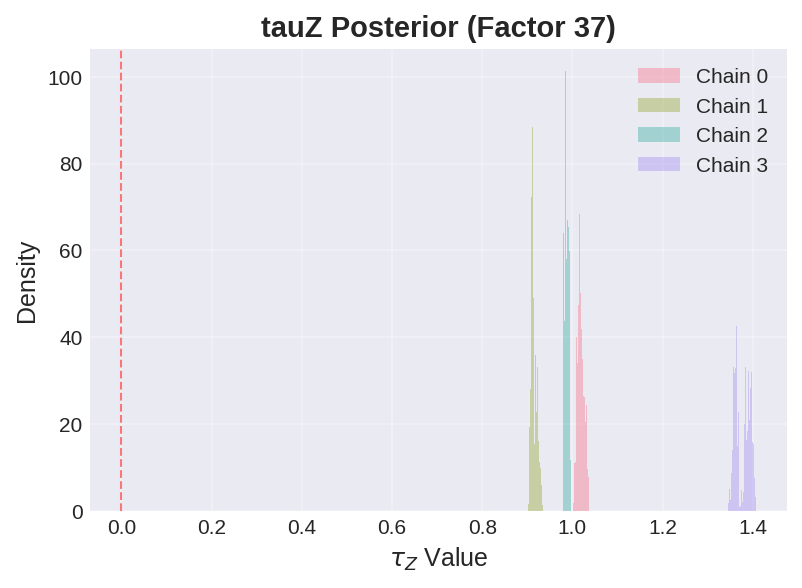 tauZ Posterior (Factor 37)
Chain 0
Chain 1
Chain 2
Chain 3
Density
100
80
60
40
20
0
0.0 0.2 0.4 0.6 0.8 1.0 1.2 1.4
τ_Z Value